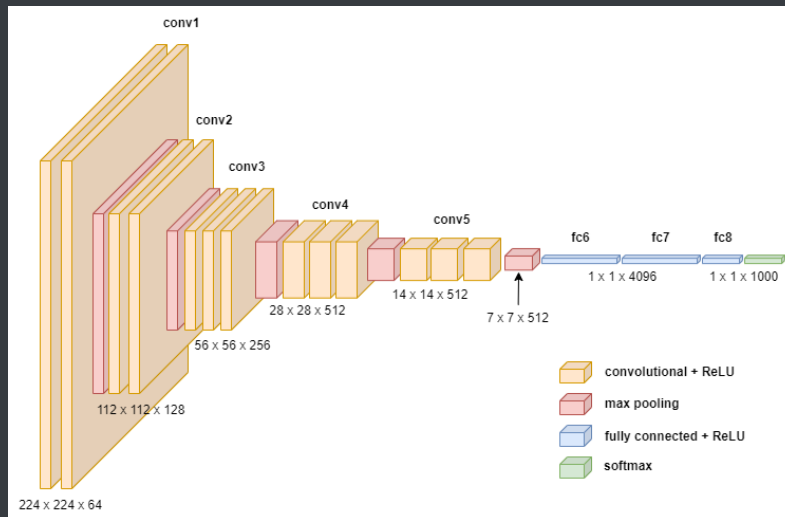 conv1
conv2
conv3
conv4
conv5
fc6
fc7
fc8
1 x 1 x 4096
1 x 1 x 1000
14 x 14 x 512
28 x 28 x 512
7 x 7 x 512
56 x 56 x 256
112 x 112 x 128
224 x 224 x 64
convolutional + ReLU
max pooling
fully connected + ReLU
softmax